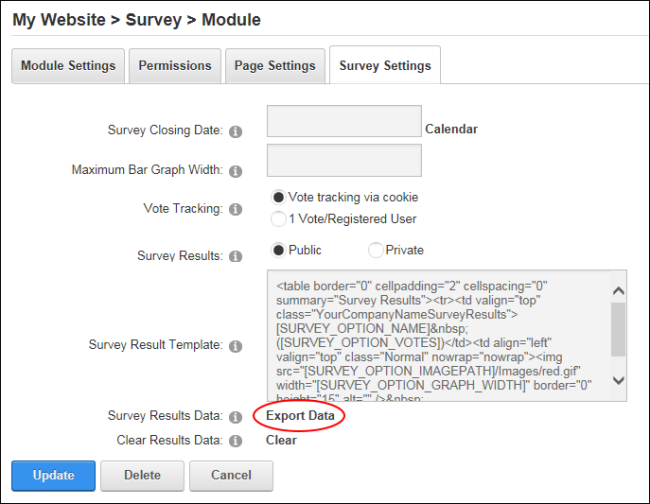 My Website > Survey > Module
Module Settings
Permissions
Page Settings
Survey Settings
Survey Closing Date:
Calendar
Maximum Bar Graph Width:
Vote Tracking:
Vote tracking via cookie
1 Vote/Registered User
Survey Results:
Public
Private
Survey Result Template:
<table border="0" cellpadding="2" cellspacing="0"
summary="Survey Results"><tr><td valign="top"
class="YourCompanyNameSurveyResults">
[SURVEY_OPTION_NAME]&nbsp;
([SURVEY_OPTION_VOTES])</td><td align="left"
valign="top" class="Normal" nowrap="nowrap"><img
src="[SURVEY_OPTION_IMAGEPATH]/Images/red.gif"
width="[SURVEY_OPTION_GRAPH_WIDTH]" border="0"
height="15" alt="" />&nbsp;
Survey Results Data:
Export Data
Clear Results Data:
Clear
Update
Delete
Cancel